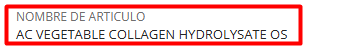 NOMBRE DE ARTICULO
AC VEGETABLE COLLAGEN HYDROLYSATE OS